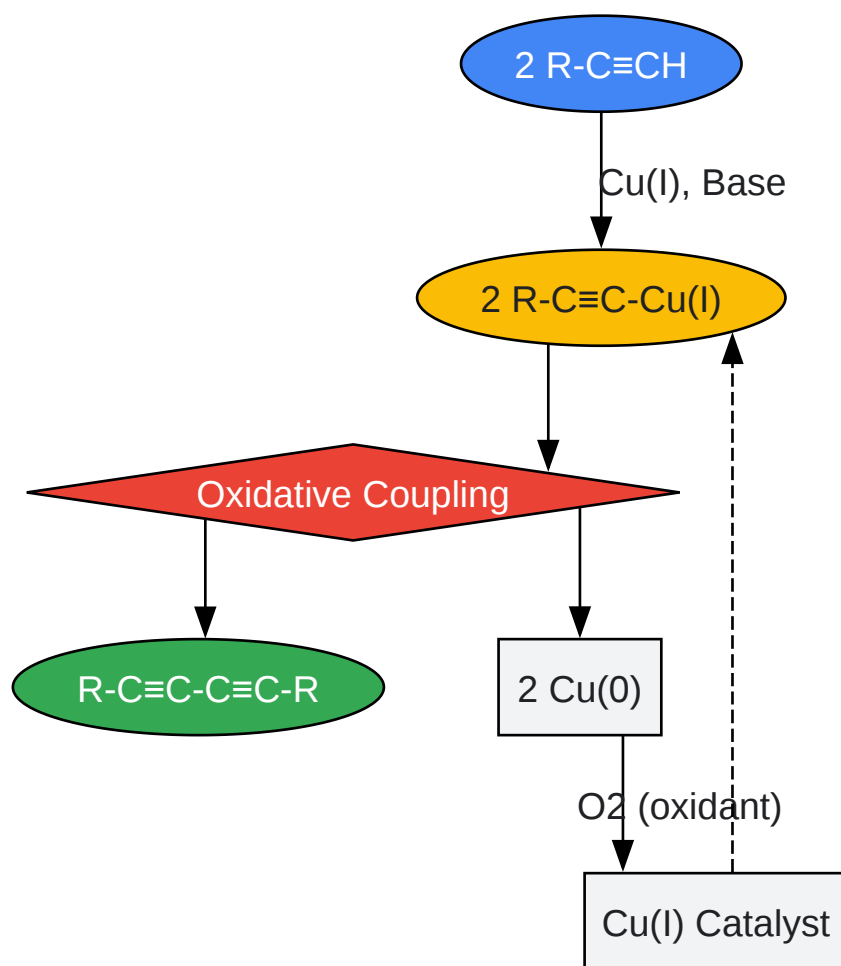 2 R-C≡CH
Cu(I), Base
2 R-C≡C-Cu(I)
Oxidative Coupling
R-C≡C-C≡C-R
2 Cu(0)
O2 (oxidant)
Cu(I) Catalyst